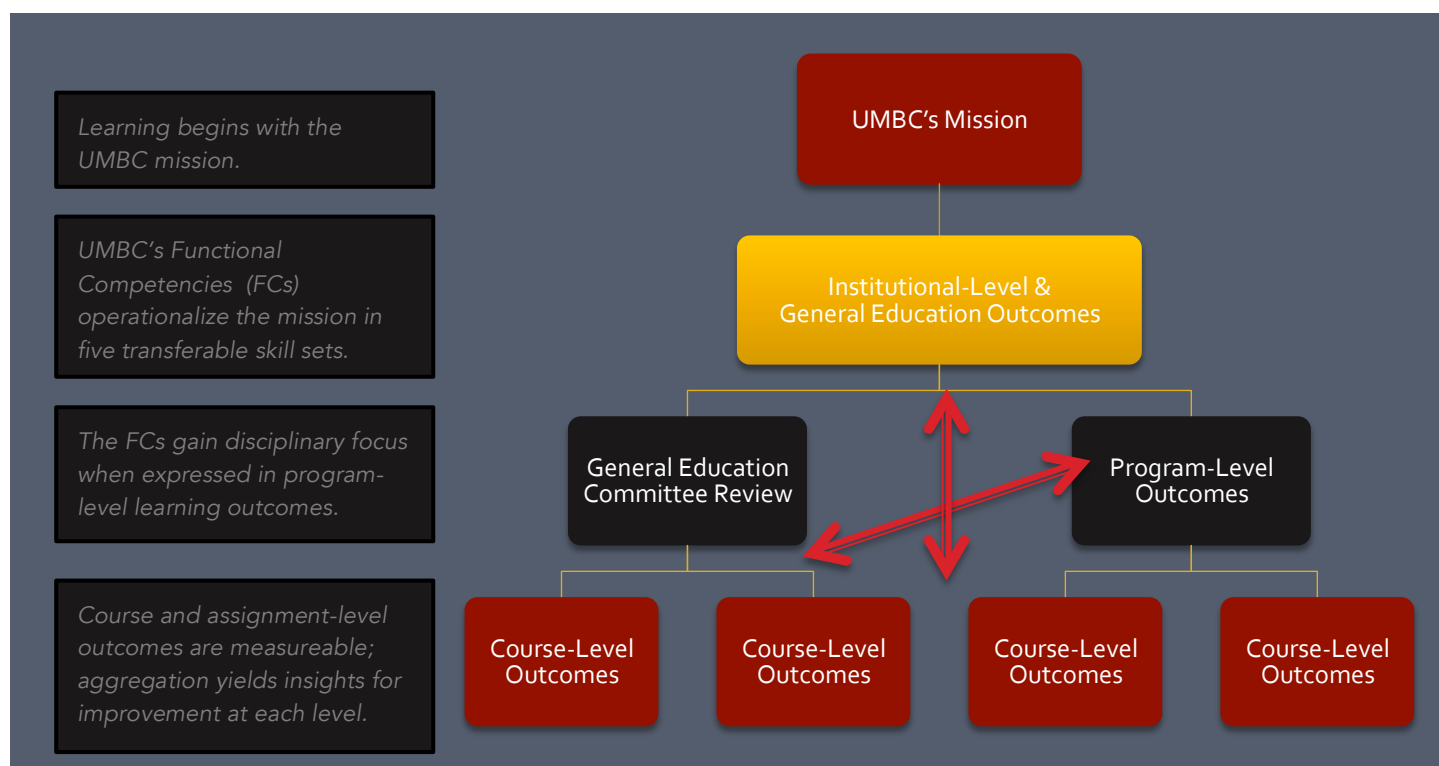 Learning begins with the
UMBC mission.
UMBC’s Functional
Competencies (FCs)
operationalize the mission in
five transferable skill sets.
The FCs gain disciplinary focus
when expressed in program-
level learning outcomes.
Course and assignment-level
outcomes are measureable;
aggregation yields insights for
improvement at each level.
UMBC’s Mission
Institutional-Level &
General Education Outcomes
General Education
Committee Review
Program-Level
Outcomes
Course-Level
Outcomes
Course-Level
Outcomes
Course-Level
Outcomes
Course-Level
Outcomes